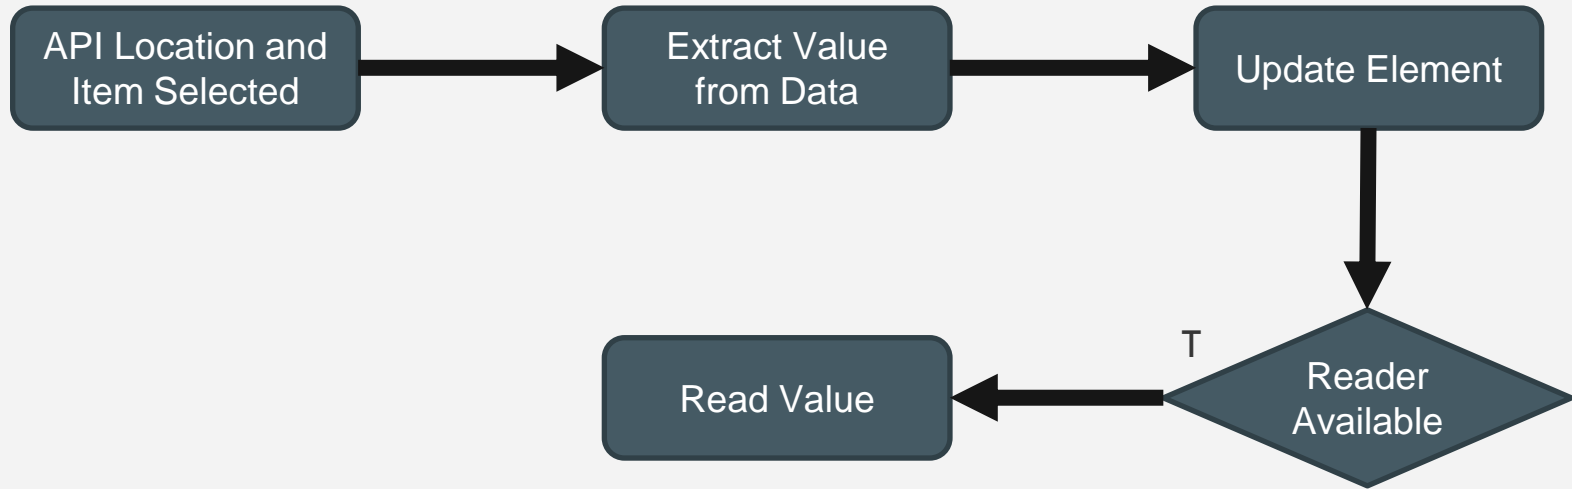 API Location and
Item Selected
Extract Value
from Data
Update Element
T
Reader
Available
Read Value